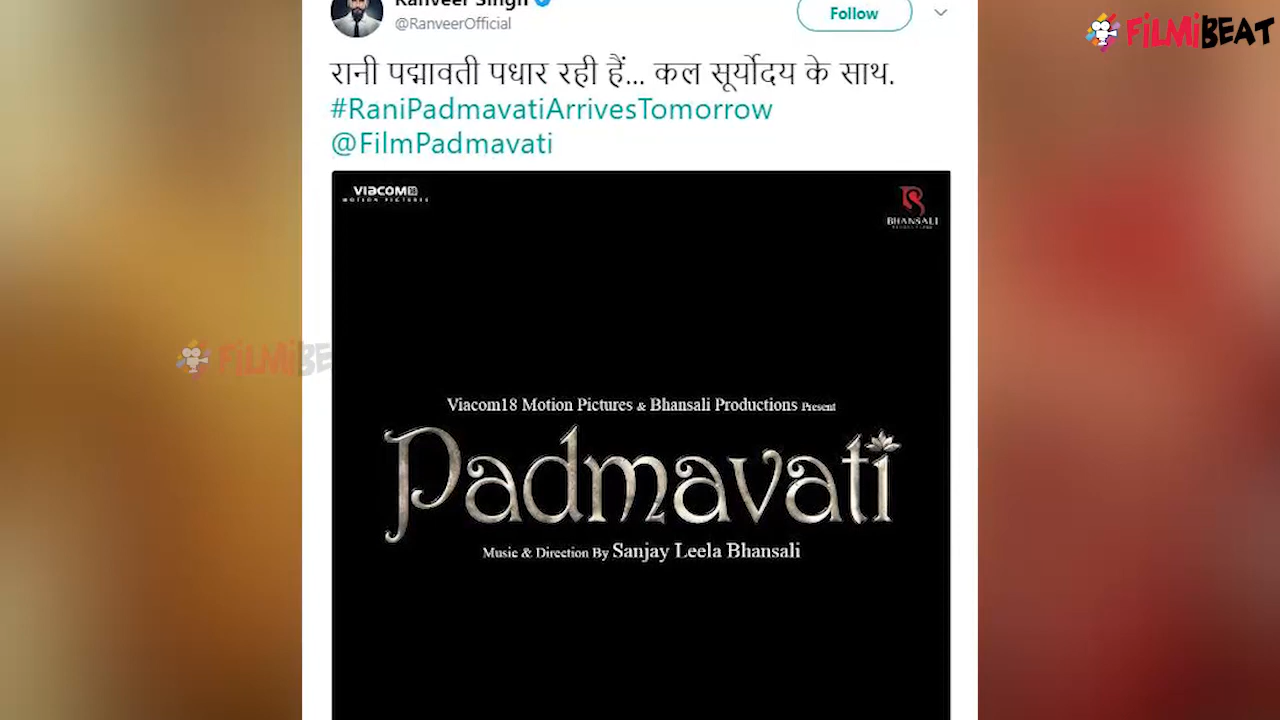 Ranveer Singh
@RanveerOfficial
Follow
FILMIBEAT
रानी पद्मावती पधार रही हैं... कल सूर्योदय के साथ.
#RaniPadmavatiArrivesTomorrow
@FilmPadmavati
VIACOM18
MOTION PICTURES
BHANSALI
FILMIBE
Viacom18 Motion Pictures & Bhansali Productions Present
Padmavati
Music & Direction By Sanjay Leela Bhansali